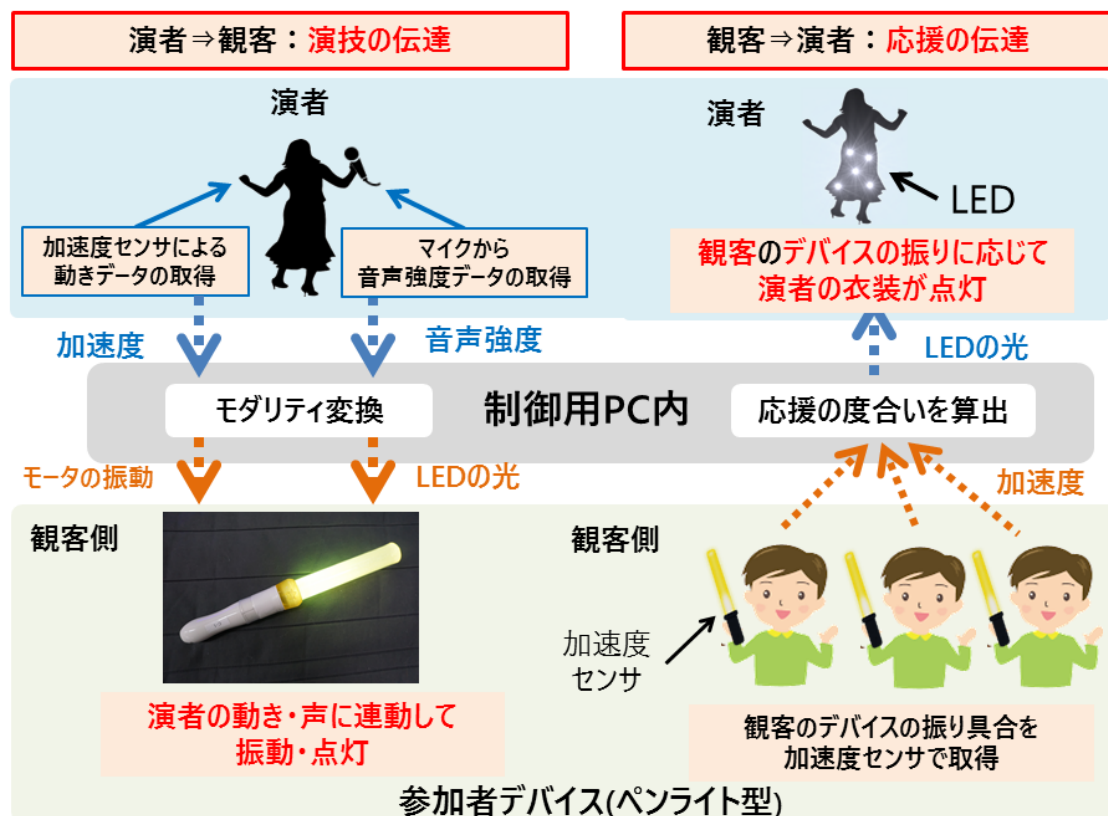 演者⇒観客：演技の伝達
観客⇒演者：応援の伝達
演者
加速度センサによる
動きデータの取得
マイクから
音声強度データの取得
演者
LED
観客のデバイスの振りに応じて
演者の衣装が点灯
加速度
音声強度
LEDの光
モダリティ変換
制御用PC内
応援の度合いを算出
モータの振動
LEDの光
加速度
観客側
演者の動き・声に連動して
振動・点灯
観客側
加速度
センサ
観客のデバイスの振り具合を
加速度センサで取得
参加者デバイス(ペンライト型)